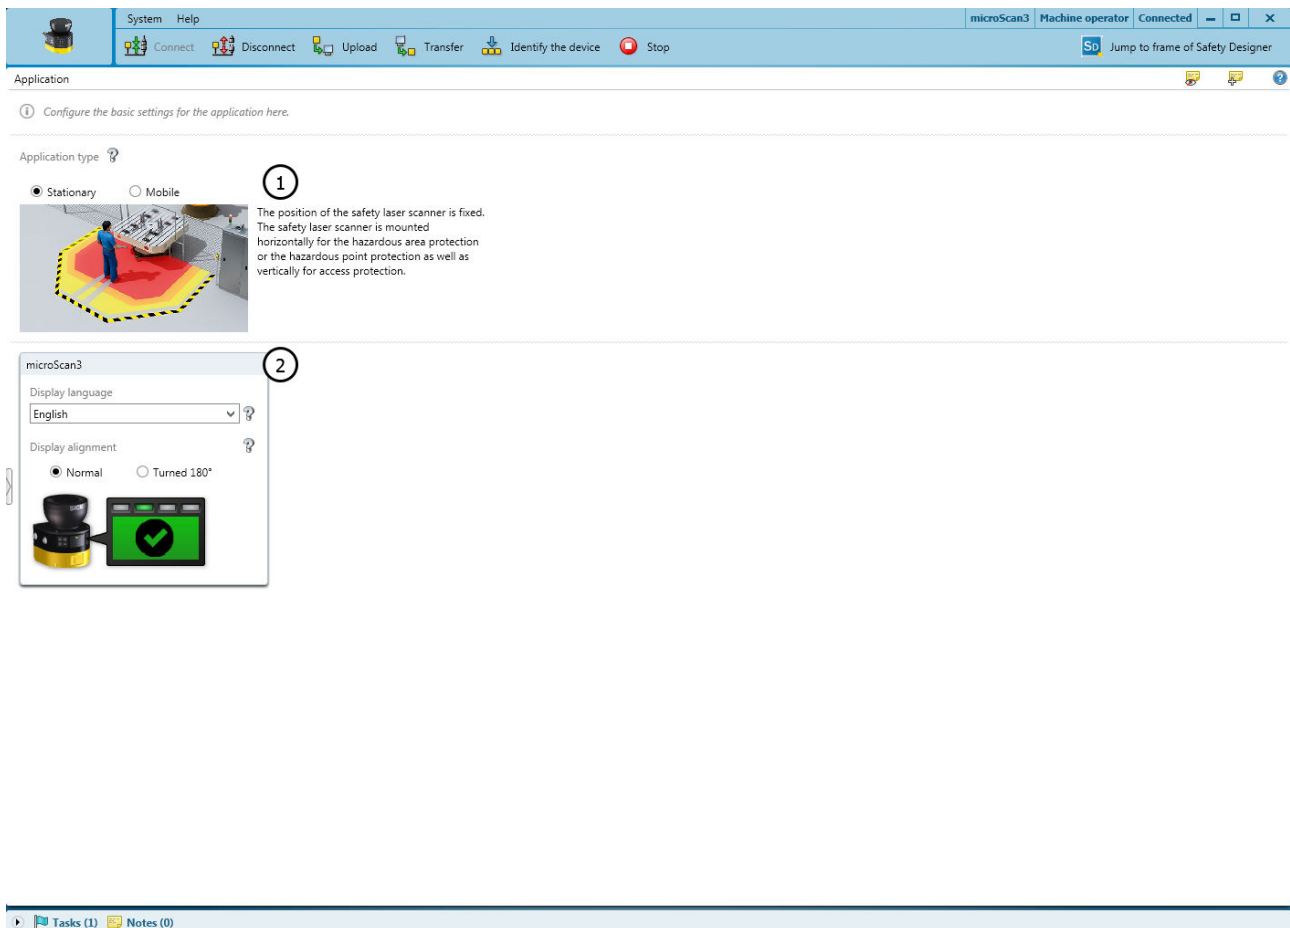 System Help
microScan3 Machine operator Connected
Connect Disconnect Upload Transfer Identify the device Stop
SD Jump to frame of Safety Designer
Application
Configure the basic settings for the application here.
Application type
Stationary Mobile
1
The position of the safety laser scanner is fixed.
The safety laser scanner is mounted
horizontally for the hazardous area protection
or the hazardous point protection as well as
vertically for access protection.
microScan3
2
Display language
English
Display alignment
Normal Turned 180°
SICK
Tasks (1) Notes (0)